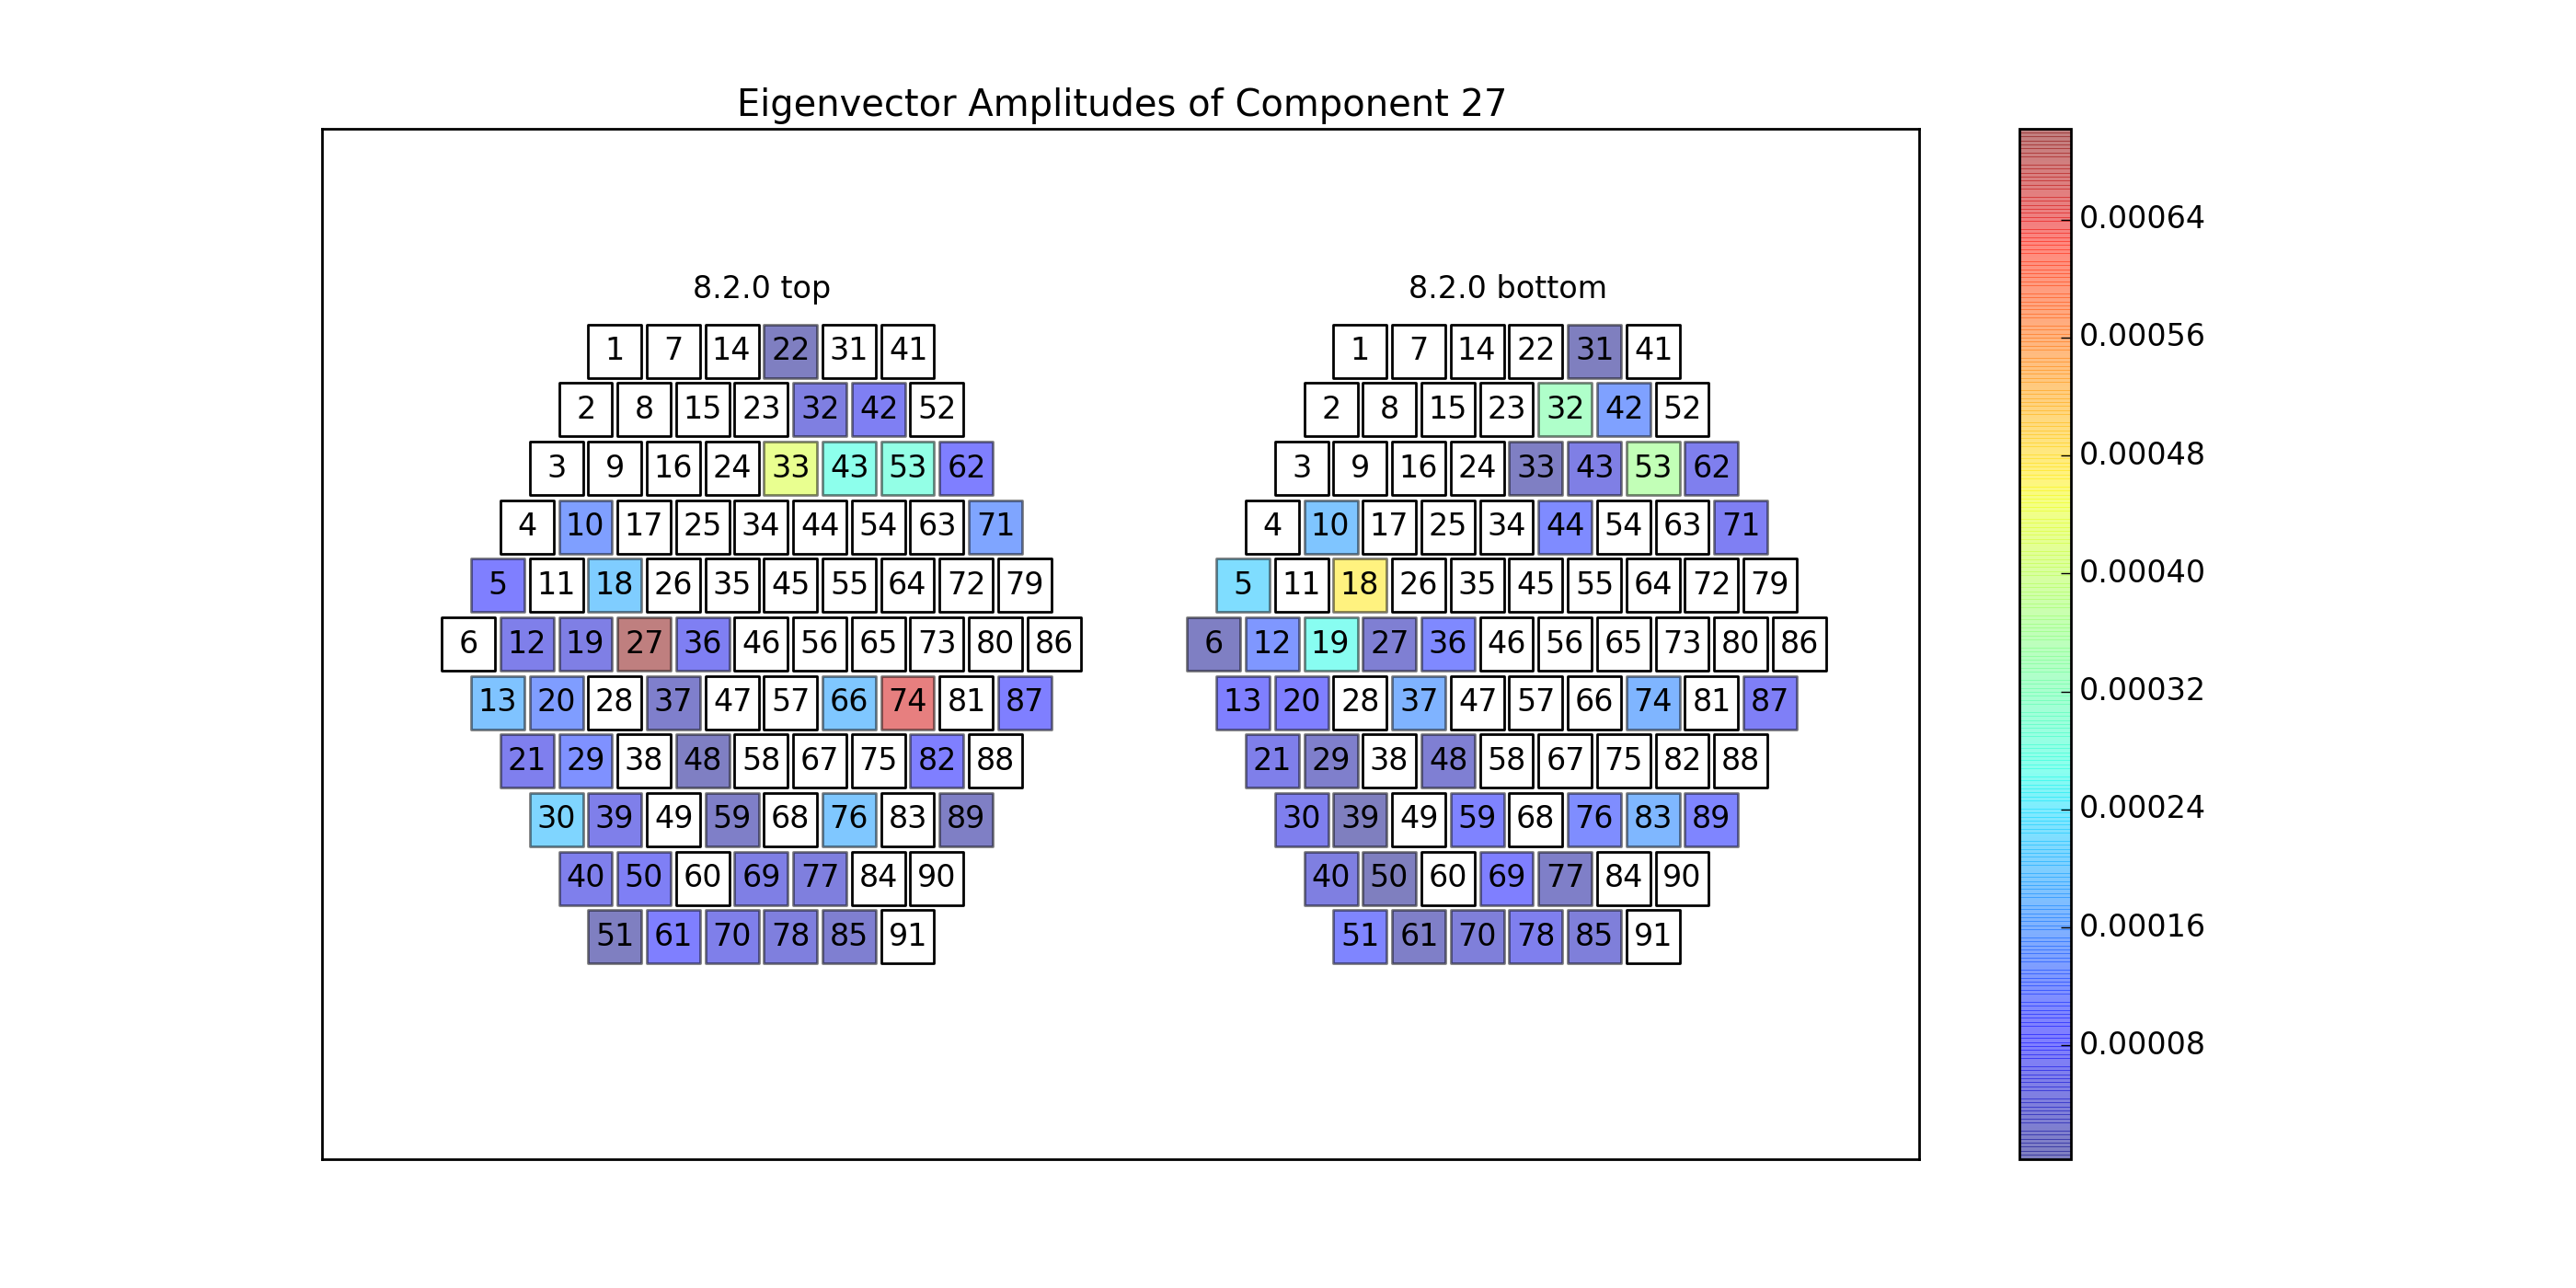 Eigenvector Amplitudes of Component 27
8.2.0 top
1 7 14 22 31 41
2 8 15 23 32 42 52
3 9 16 24 33 43 53 62
4 10 17 25 34 44 54 63 71
5 11 18 26 35 45 55 64 72 79
6 12 19 27 36 46 56 65 73 80 86
13 20 28 37 47 57 66 74 81 87
21 29 38 48 58 67 75 82 88
30 39 49 59 68 76 83 89
40 50 60 69 77 84 90
51 61 70 78 85 91
8.2.0 bottom
1 7 14 22 31 41
2 8 15 23 32 42 52
3 9 16 24 33 43 53 62
4 10 17 25 34 44 54 63 71
5 11 18 26 35 45 55 64 72 79
6 12 19 27 36 46 56 65 73 80 86
13 20 28 37 47 57 66 74 81 87
21 29 38 48 58 67 75 82 88
30 39 49 59 68 76 83 89
40 50 60 69 77 84 90
51 61 70 78 85 91
0.00064
0.00056
0.00048
0.00040
0.00032
0.00024
0.00016
0.00008